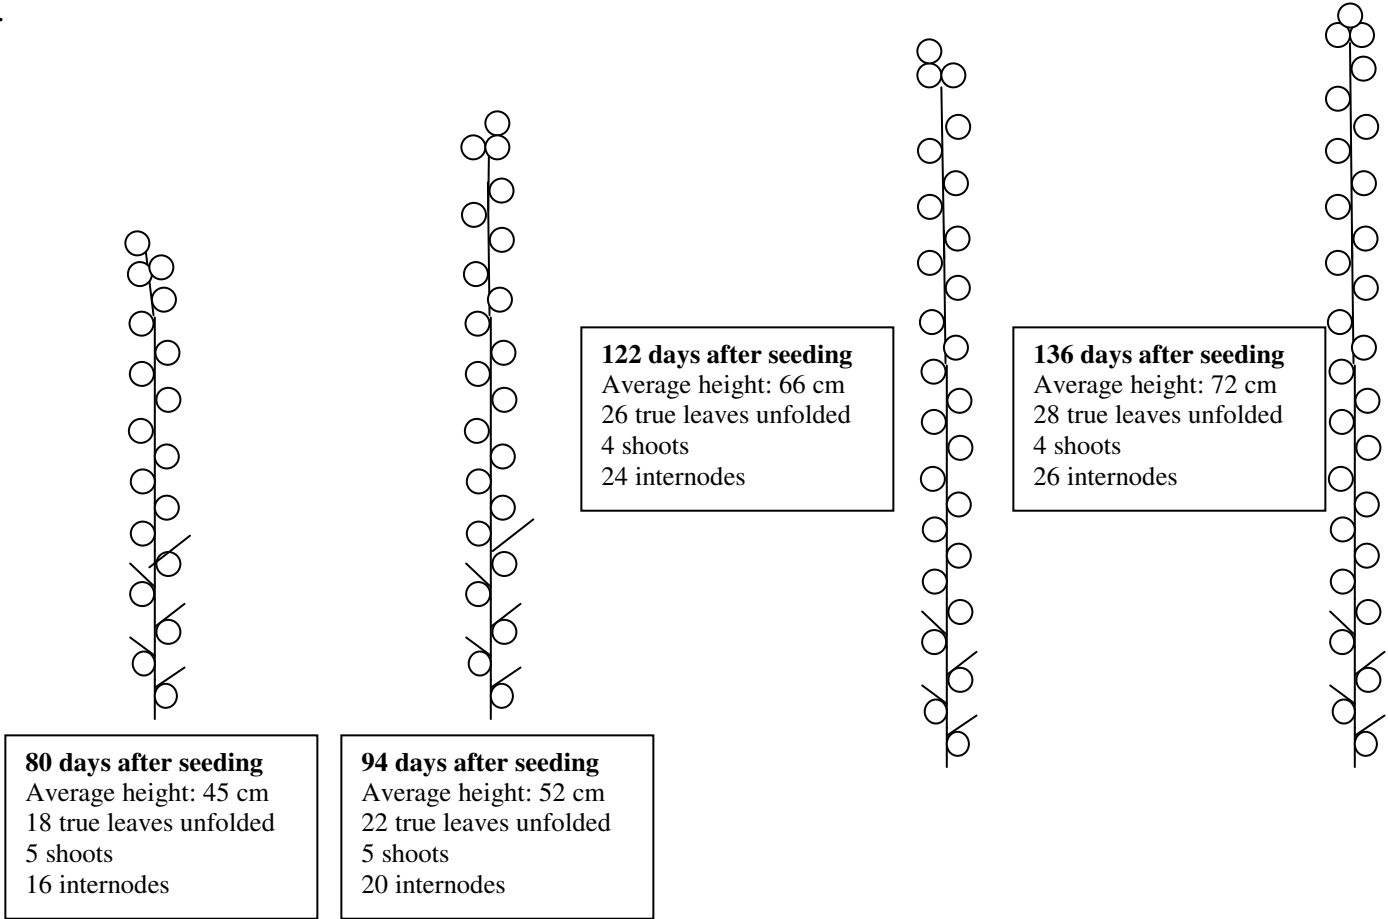 .
80 days after seeding
Average height: 45 cm
18 true leaves unfolded
5 shoots
16 internodes
94 days after seeding
Average height: 52 cm
22 true leaves unfolded
5 shoots
20 internodes
122 days after seeding
Average height: 66 cm
26 true leaves unfolded
4 shoots
24 internodes
136 days after seeding
Average height: 72 cm
28 true leaves unfolded
4 shoots
26 internodes